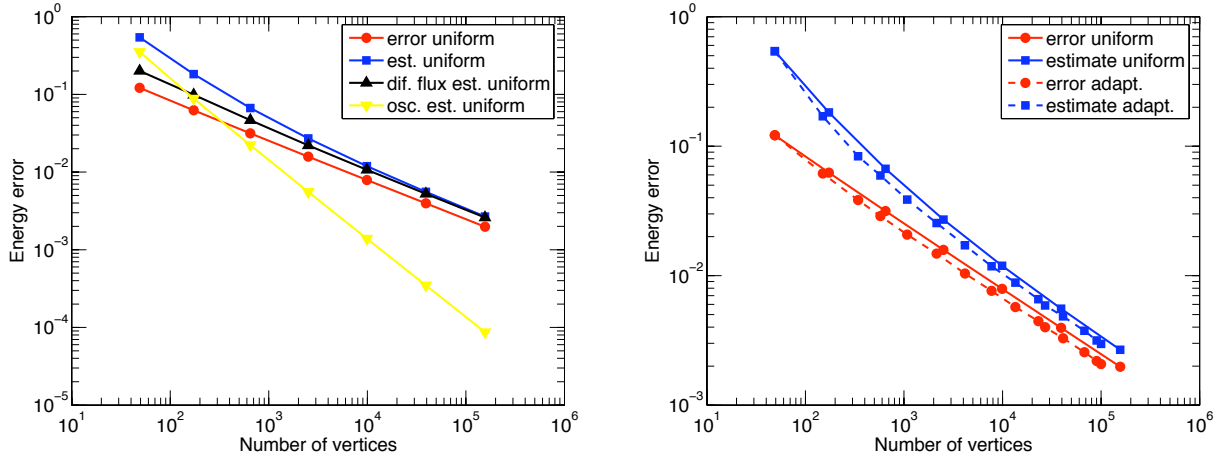 10^0
10^-1
10^-2
10^-3
10^-4
10^-5
Energy error
error uniform
est. uniform
dif. flux est. uniform
osc. est. uniform
10^1 10^2 10^3 10^4 10^5 10^6
Number of vertices
10^0
10^-1
10^-2
10^-3
Energy error
error uniform
estimate uniform
error adapt.
estimate adapt.
10^1 10^2 10^3 10^4 10^5 10^6
Number of vertices